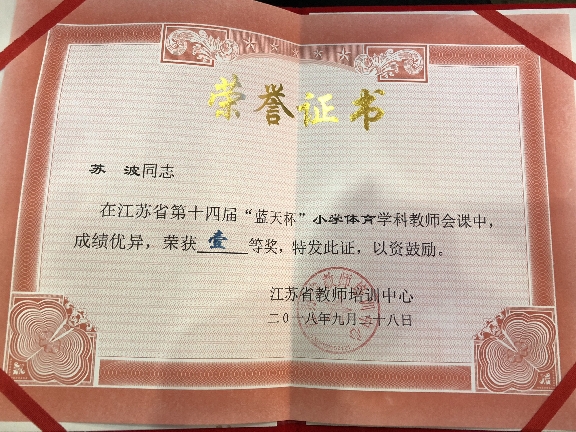 荣誉证书
苏 波同志
在江苏省第十四届“蓝天杯”小学体育学科教师会课中，
成绩优异，荣获 壹 等奖，特发此证，以资鼓励。
江苏省教师培训中心
二〇一八年九月二十八日